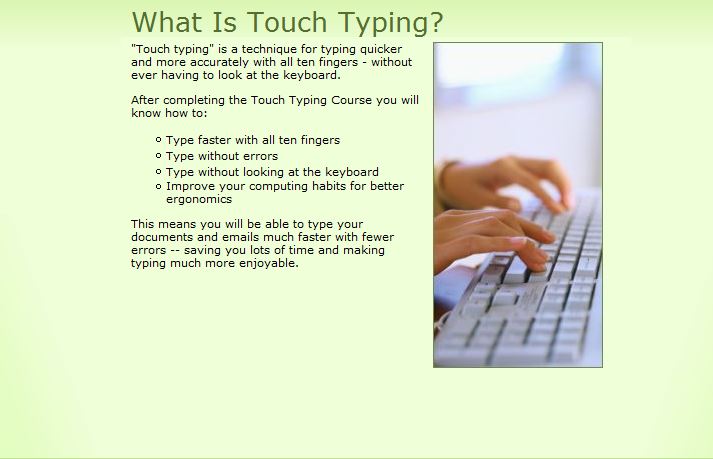 What Is Touch Typing?
"Touch typing" is a technique for typing quicker
and more accurately with all ten fingers - without
ever having to look at the keyboard.
After completing the Touch Typing Course you will
know how to:
Type faster with all ten fingers
Type without errors
Type without looking at the keyboard
Improve your computing habits for better
ergonomics
This means you will be able to type your
documents and emails much faster with fewer
errors -- saving you lots of time and making
typing much more enjoyable.